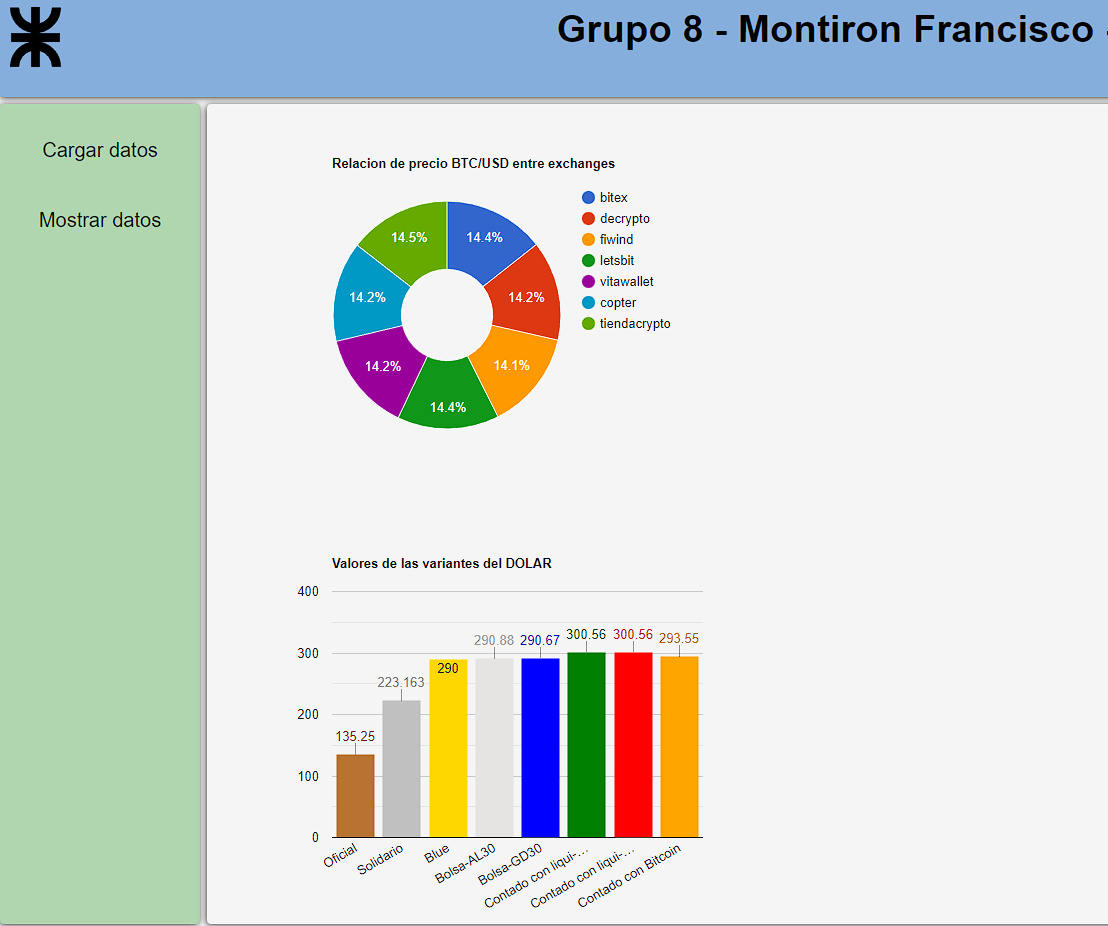 Grupo 8 - Montiron Francisco -
Cargar datos
Mostrar datos
Relacion de precio BTC/USD entre exchanges
bitex
decrypto
fiwind
letsbit
vitawallet
copter
tiendacrypto
14.5%
14.4%
14.2%
14.2%
14.2%
14.1%
14.4%
Valores de las variantes del DOLAR
400
300
200
100
0
135.25
223.163
290
290.88
290.67
300.56
300.56
293.55
Oficial
Solidario
Blue
Bolsa-AL30
Bolsa-GD30
Contado con liqui-…
Contado con liqui-…
Contado con Bitcoin